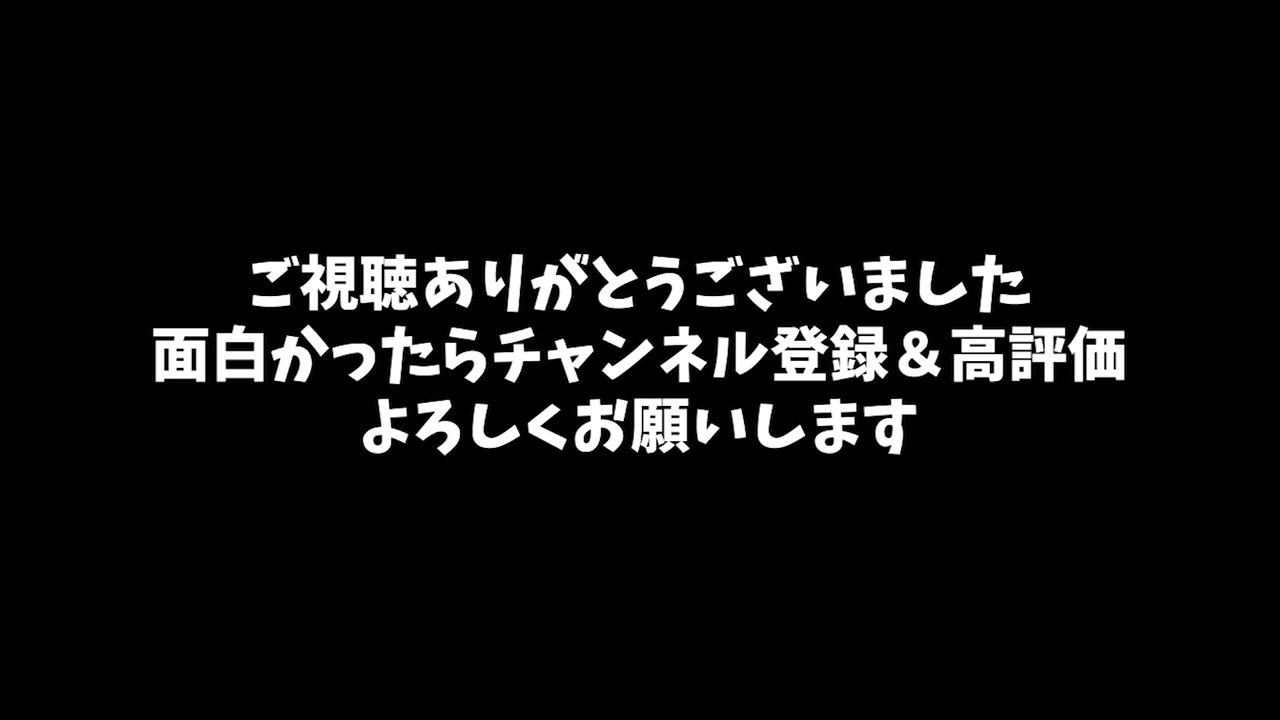 ご視聴ありがとうございました
面白かったらチャンネル登録＆高評価
よろしくお願いします